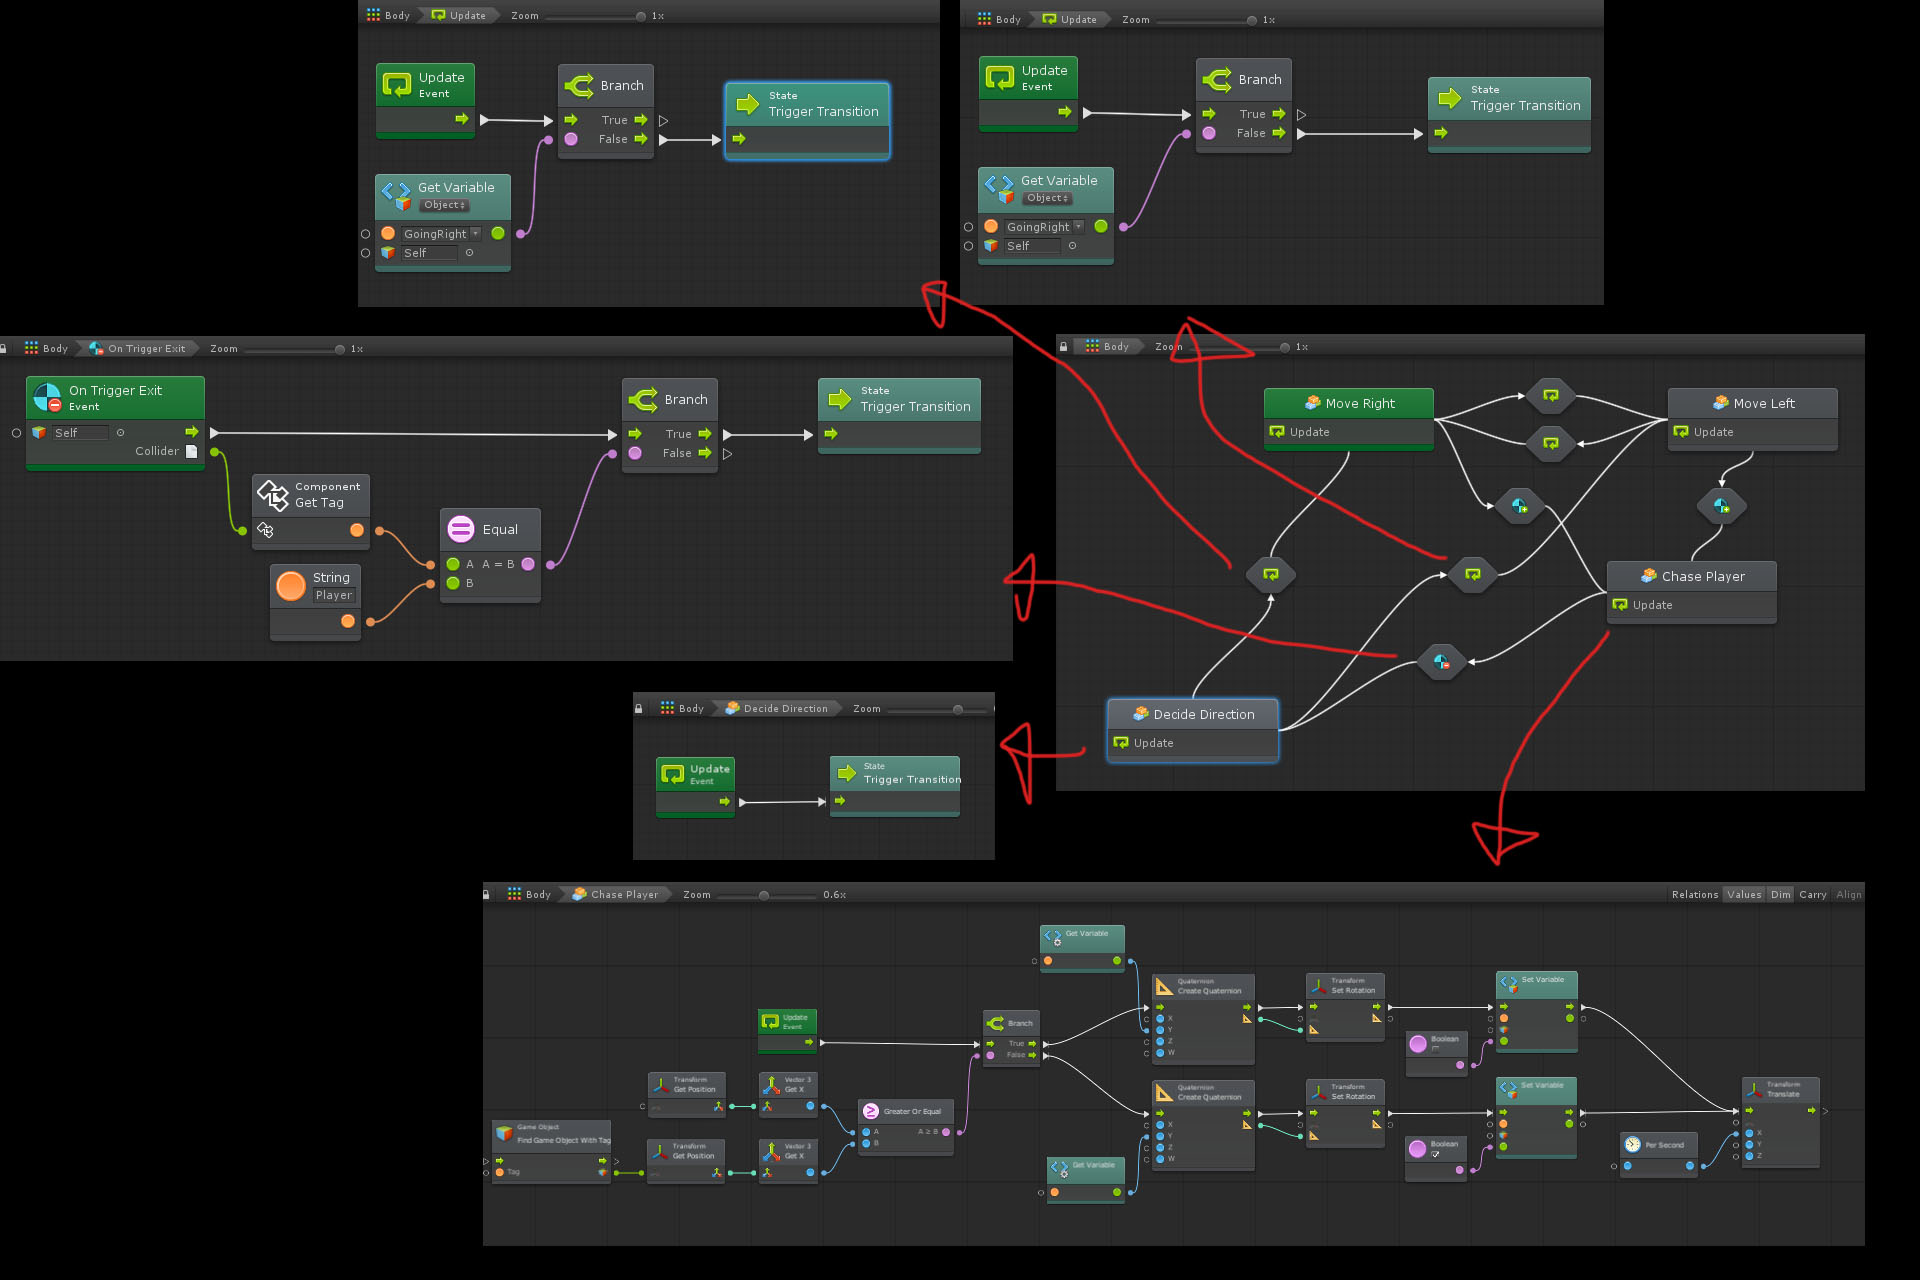 Body Update Zoom 1x
Update
Event
Branch
True
False
State
Trigger Transition
Get Variable
Object
GoingRight
Self
Body Update Zoom 1x
Update
Event
Branch
True
False
State
Trigger Transition
Get Variable
Object
GoingRight
Self
Body On Trigger Exit Zoom 1x
On Trigger Exit
Event
Self
Collider
Branch
True
False
State
Trigger Transition
Component
Get Tag
String
Player
Equal
A A = B
B
Body Zoom 1x
Move Right
Update
Move Left
Update
Chase Player
Update
Decide Direction
Update
Body Decide Direction Zoom
Update
Event
State
Trigger Transition
Body Chase Player Zoom 0.6x Relations Values Dim Carry Align
Get Variable
Update
Event
Branch
True
False
Quaternion
Create Quaternion
X
Y
Z
W
Transform
Set Rotation
Boolean
Set Variable
Transform
Get Position
Vector 3
Get X
Greater Or Equal
A A ≥ B
B
Game Object
Find Game Object With Tag
Tag
Transform
Get Position
Vector 3
Get X
Get Variable
Quaternion
Create Quaternion
X
Y
Z
W
Transform
Set Rotation
Boolean
Set Variable
Per Second
Transform
Translate
X
Y
Z